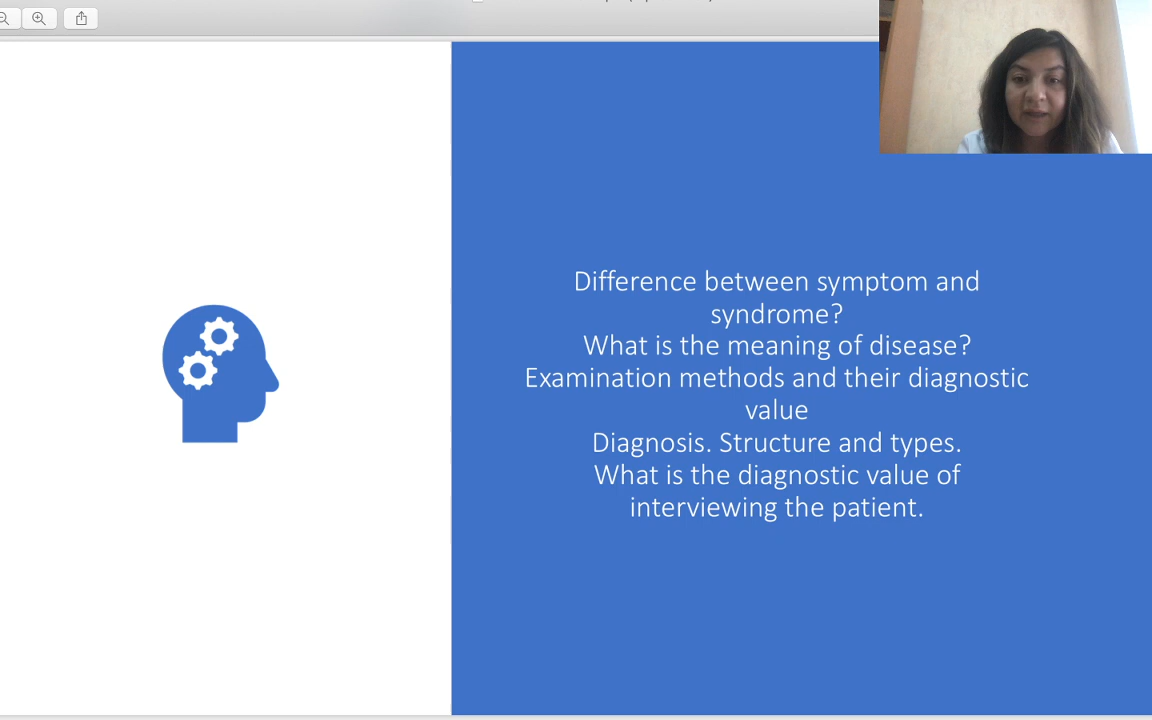 Difference between symptom and
syndrome?
What is the meaning of disease?
Examination methods and their diagnostic
value
Diagnosis. Structure and types.
What is the diagnostic value of
interviewing the patient.